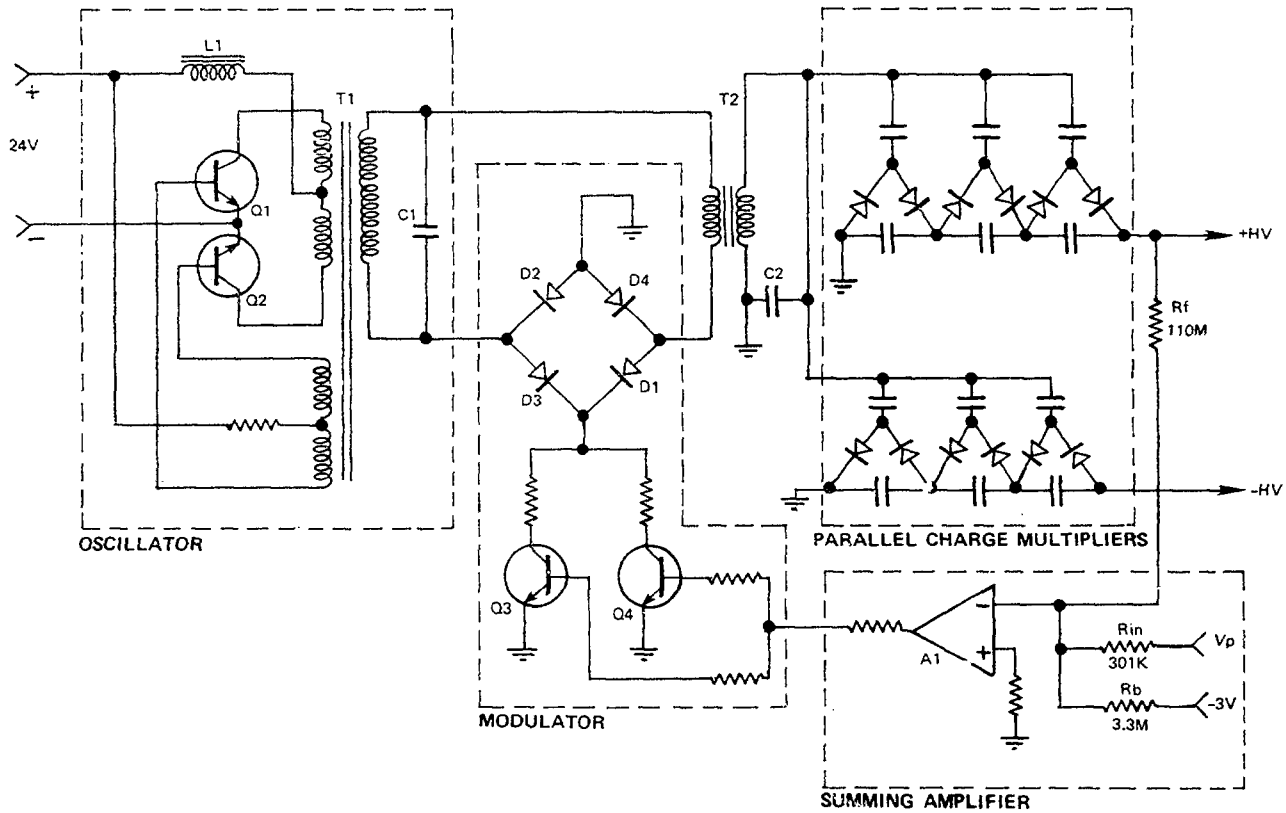 L1
+
24V
−
Q1
Q2
T1
C1
OSCILLATOR
D2
D4
D3
D1
Q3
Q4
MODULATOR
T2
C2
+HV
-HV
PARALLEL CHARGE MULTIPLIERS
Rf
110M
−
+
A1
Rin
301K
Vp
Rb
3.3M
-3V
SUMMING AMPLIFIER